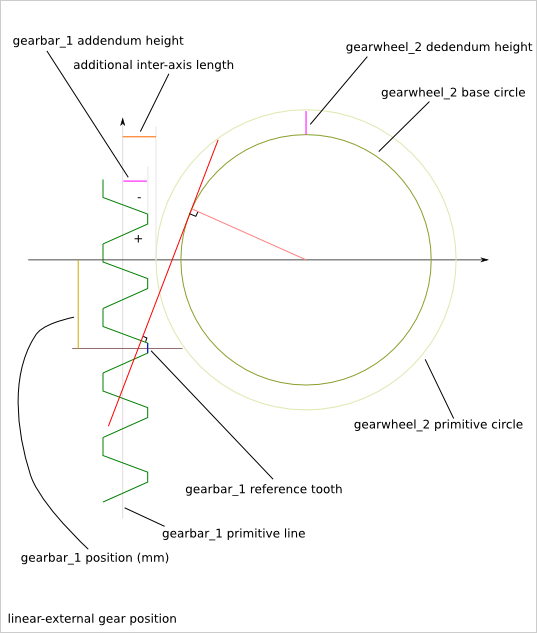 gearbar_1 addendum height
gearwheel_2 dedendum height
additional inter-axis length
gearwheel_2 base circle
-
+
gearwheel_2 primitive circle
gearbar_1 reference tooth
gearbar_1 primitive line
gearbar_1 position (mm)
linear-external gear position